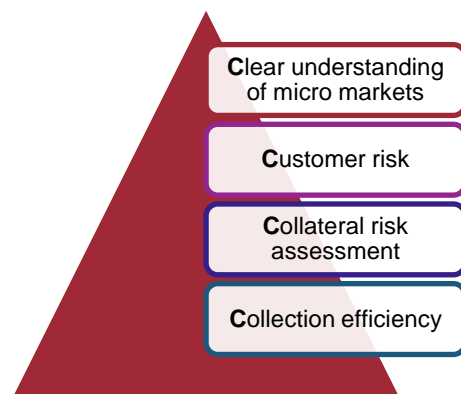 Clear understanding
of micro markets
Customer risk
Collateral risk
assessment
Collection efficiency